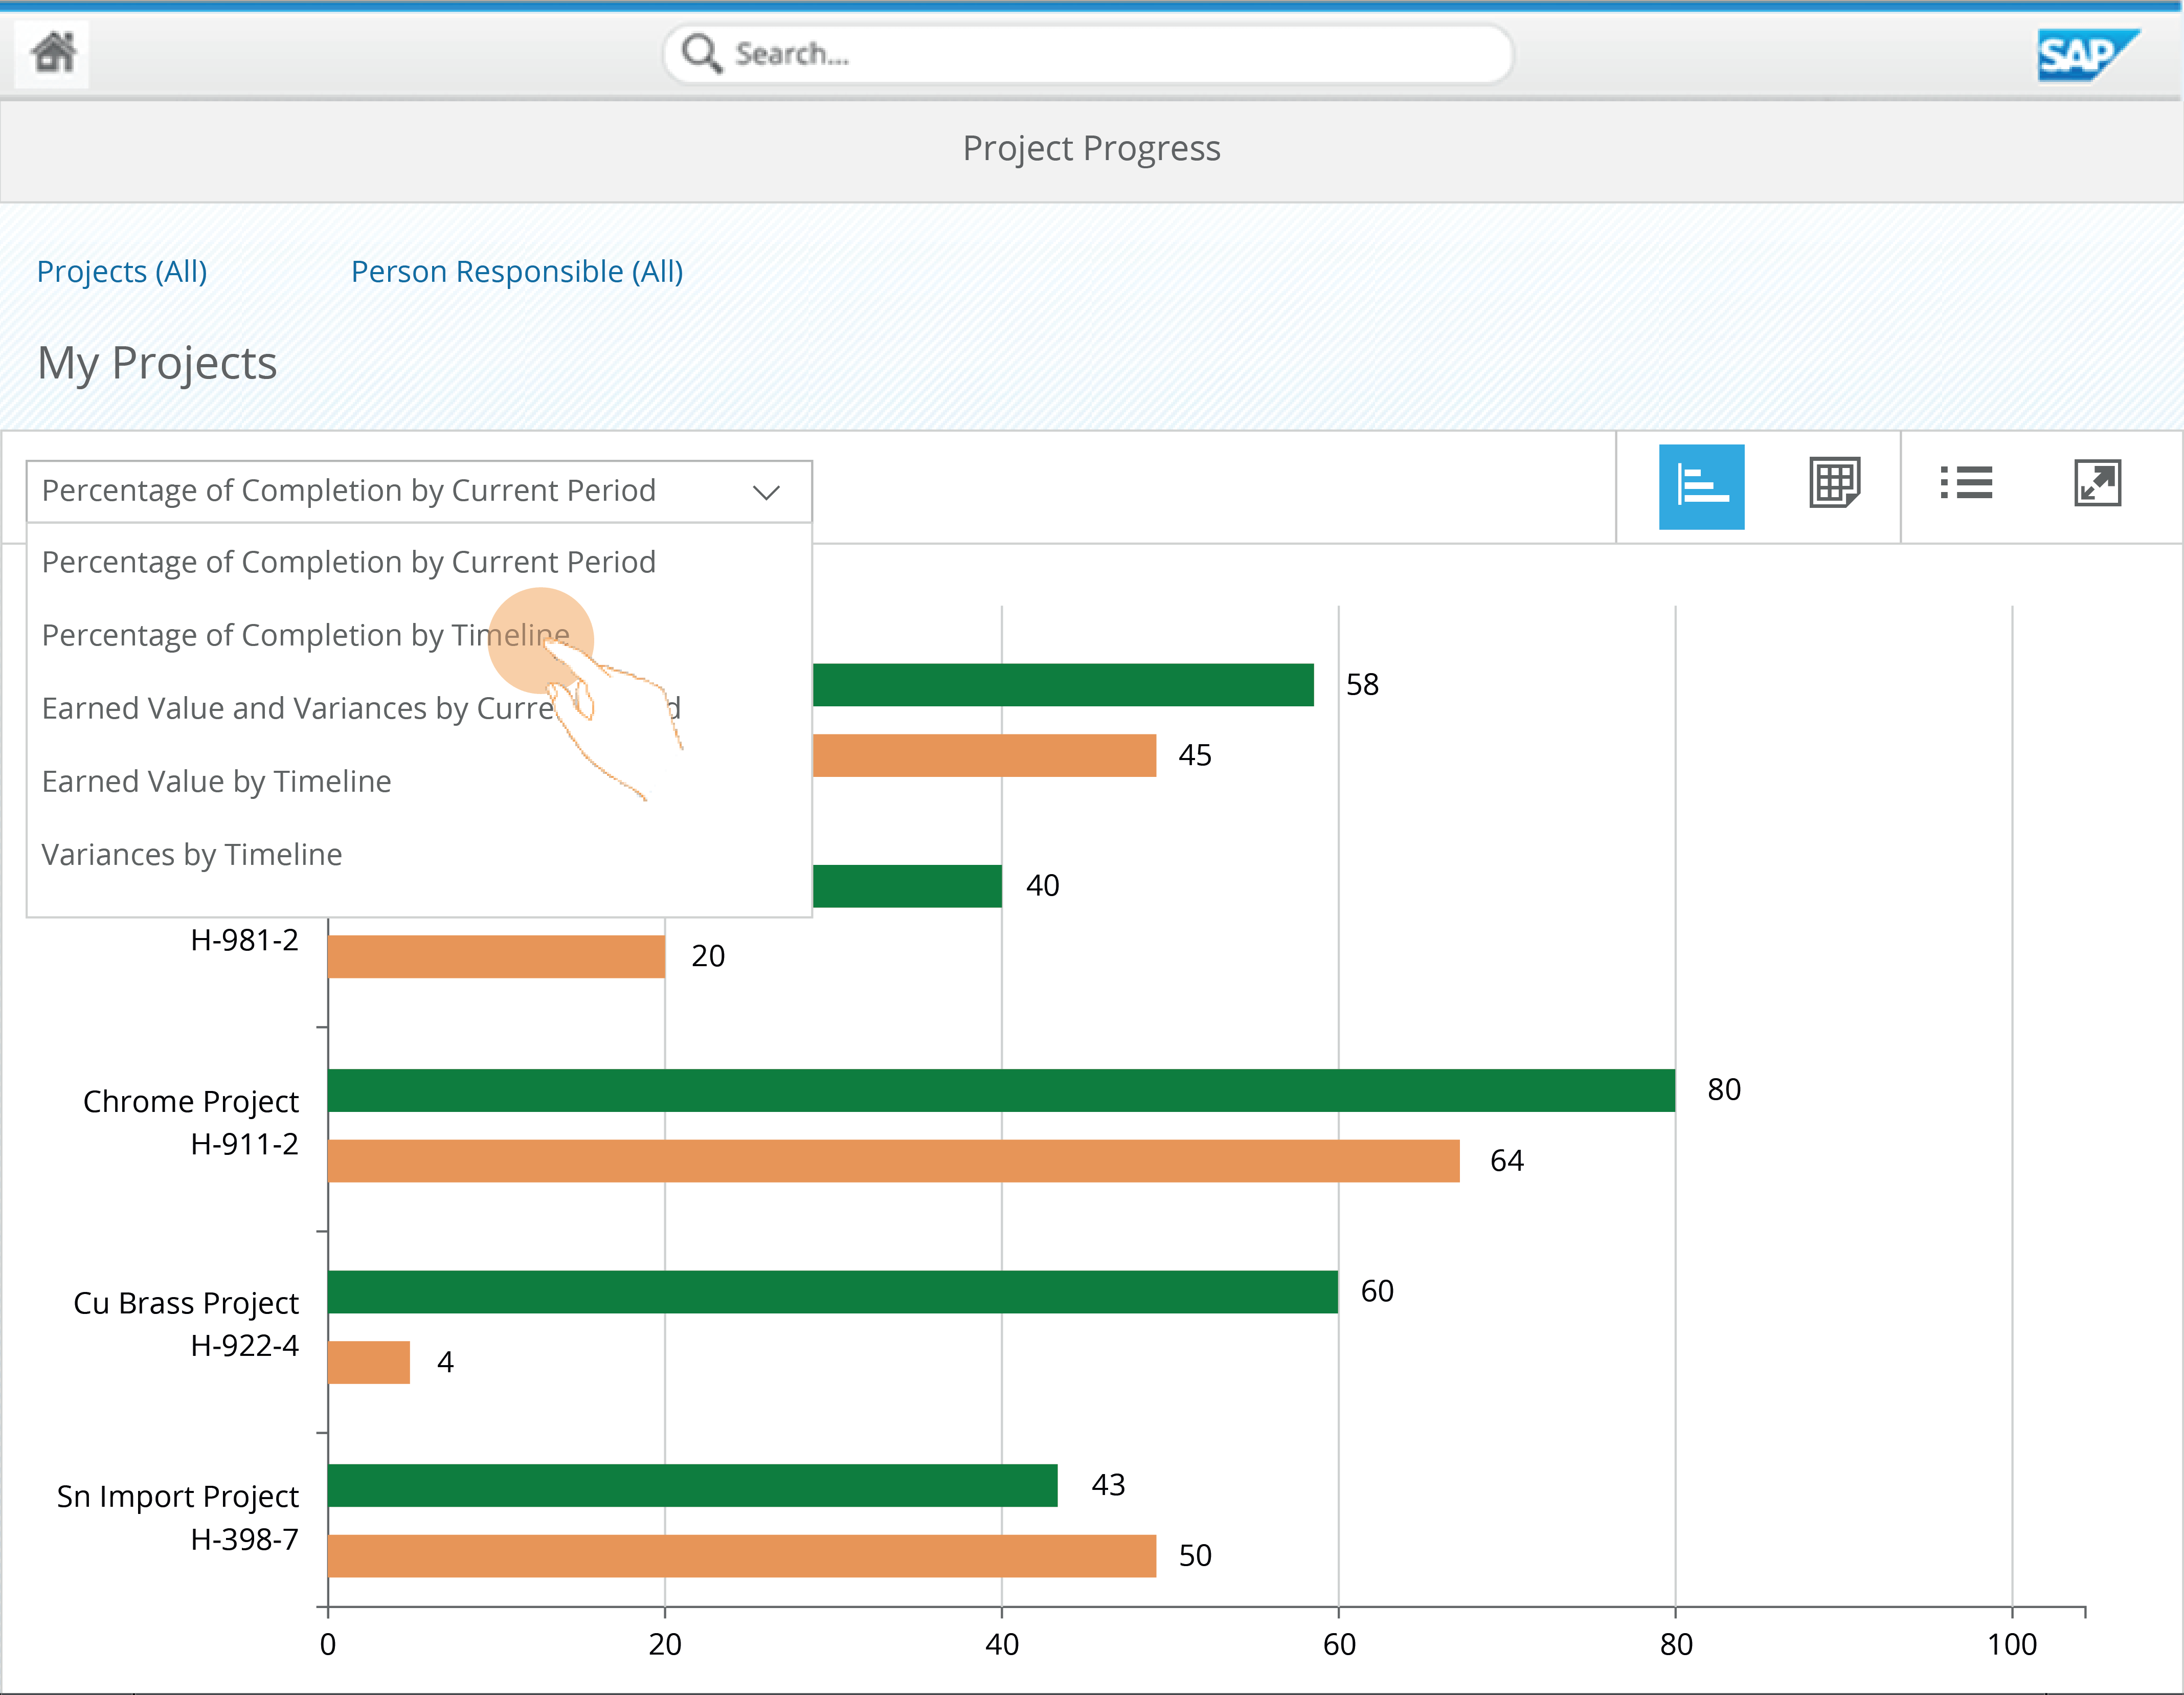 Search...
SAP
Project Progress
Projects (All) Person Responsible (All)
My Projects
Percentage of Completion by Current Period
Percentage of Completion by Current Period
Percentage of Completion by Timeline
Earned Value and Variances by Curre d
Earned Value by Timeline
Variances by Timeline
58
45
40
H-981-2
20
Chrome Project
H-911-2
80
64
Cu Brass Project
H-922-4
60
4
Sn Import Project
H-398-7
43
50
0 20 40 60 80 100